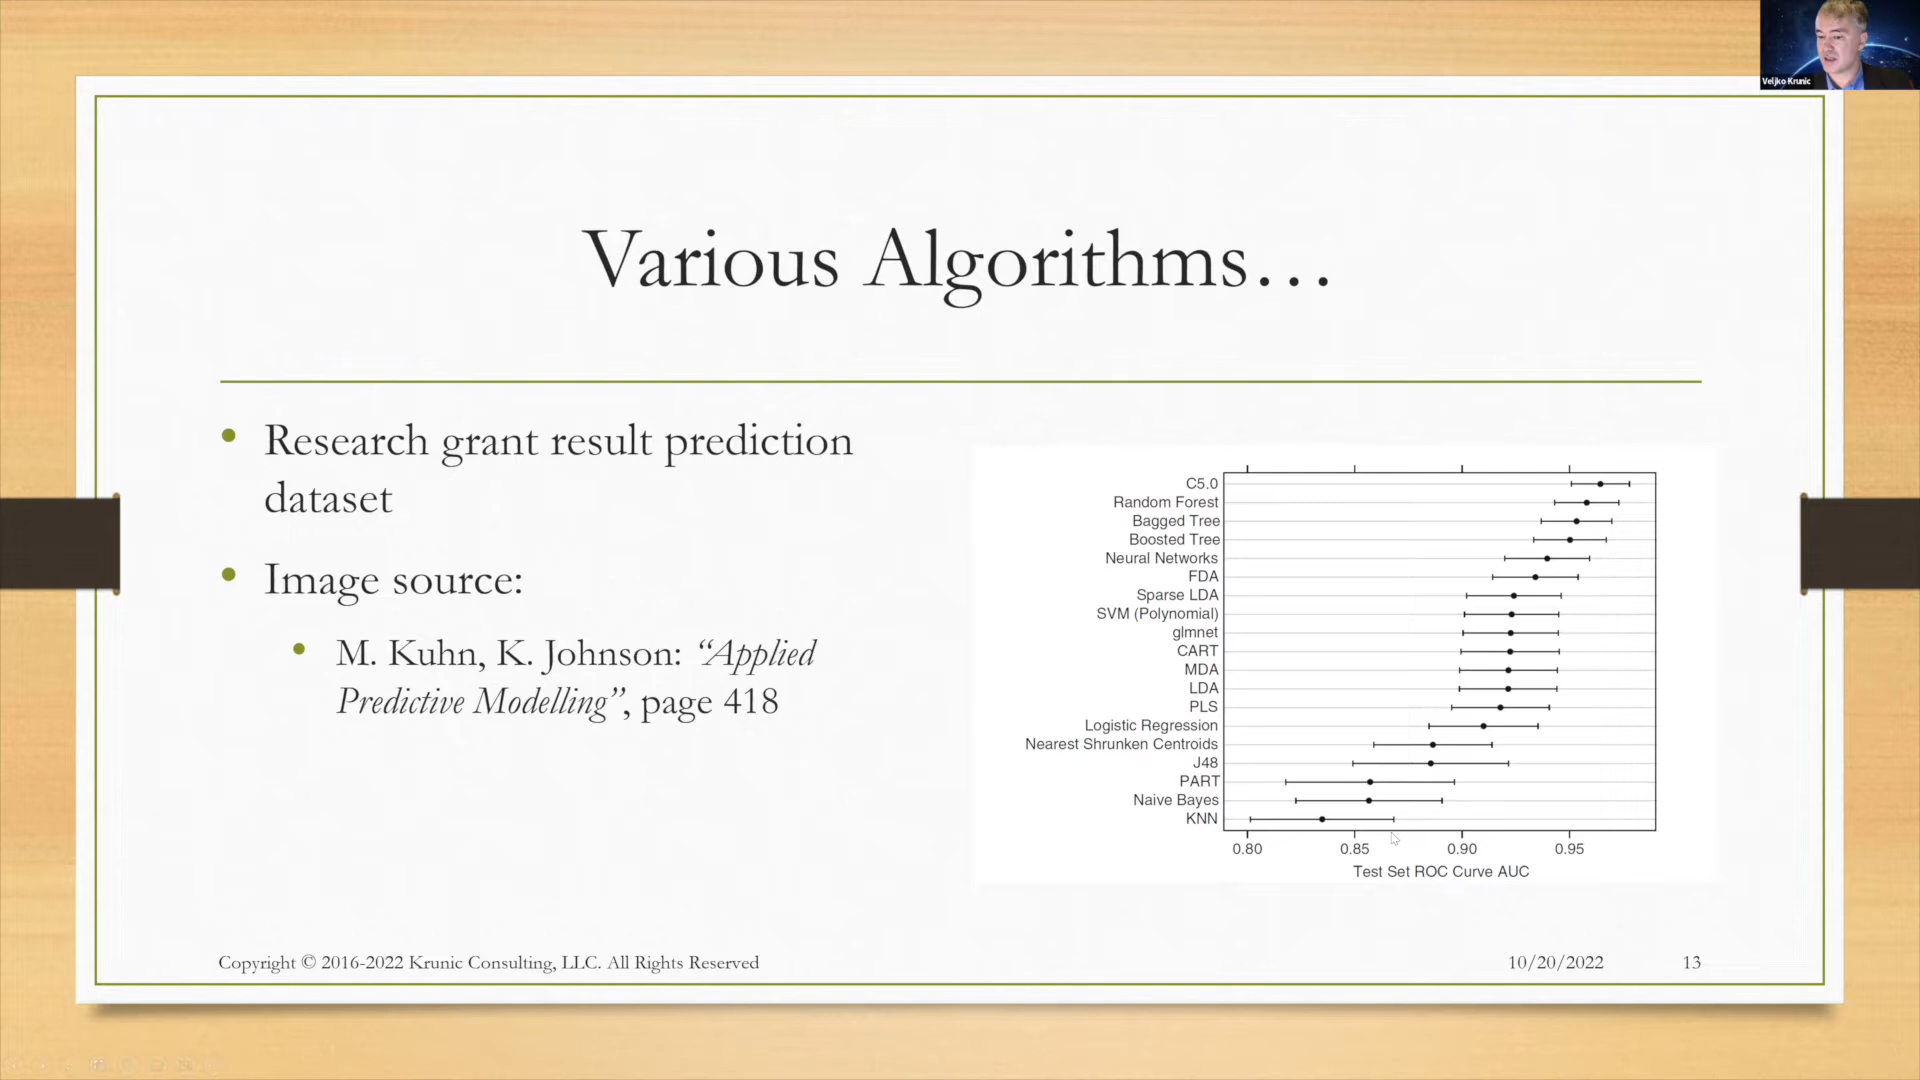 Veljko Krunic
Various Algorithms…
• Research grant result prediction
dataset
• Image source:
• M. Kuhn, K. Johnson: “Applied
Predictive Modelling”, page 418
C5.0
Random Forest
Bagged Tree
Boosted Tree
Neural Networks
FDA
Sparse LDA
SVM (Polynomial)
glmnet
CART
MDA
LDA
PLS
Logistic Regression
Nearest Shrunken Centroids
J48
PART
Naive Bayes
KNN
0.80 0.85 0.90 0.95
Test Set ROC Curve AUC
Copyright © 2016-2022 Krunic Consulting, LLC. All Rights Reserved 10/20/2022 13